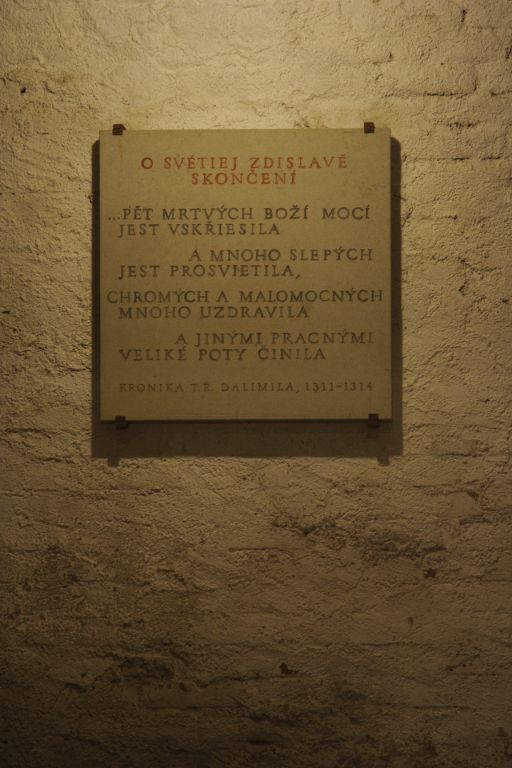 O SVĚTIEJ ZDISLAVĚ
SKONČENÍ
...PĚT MRTVÝCH BOŽÍ MOCÍ
JEST VSKŘIESILA
A MNOHO SLEPÝCH
JEST PROSVIETILA,
CHROMÝCH A MALOMOCNÝCH
MNOHO UZDRAVILA
A JINÝMI PRACNÝMI
VELIKÉ POTY ČINILA
KRONIKA T. Ř. DALIMILA, 1311-1314